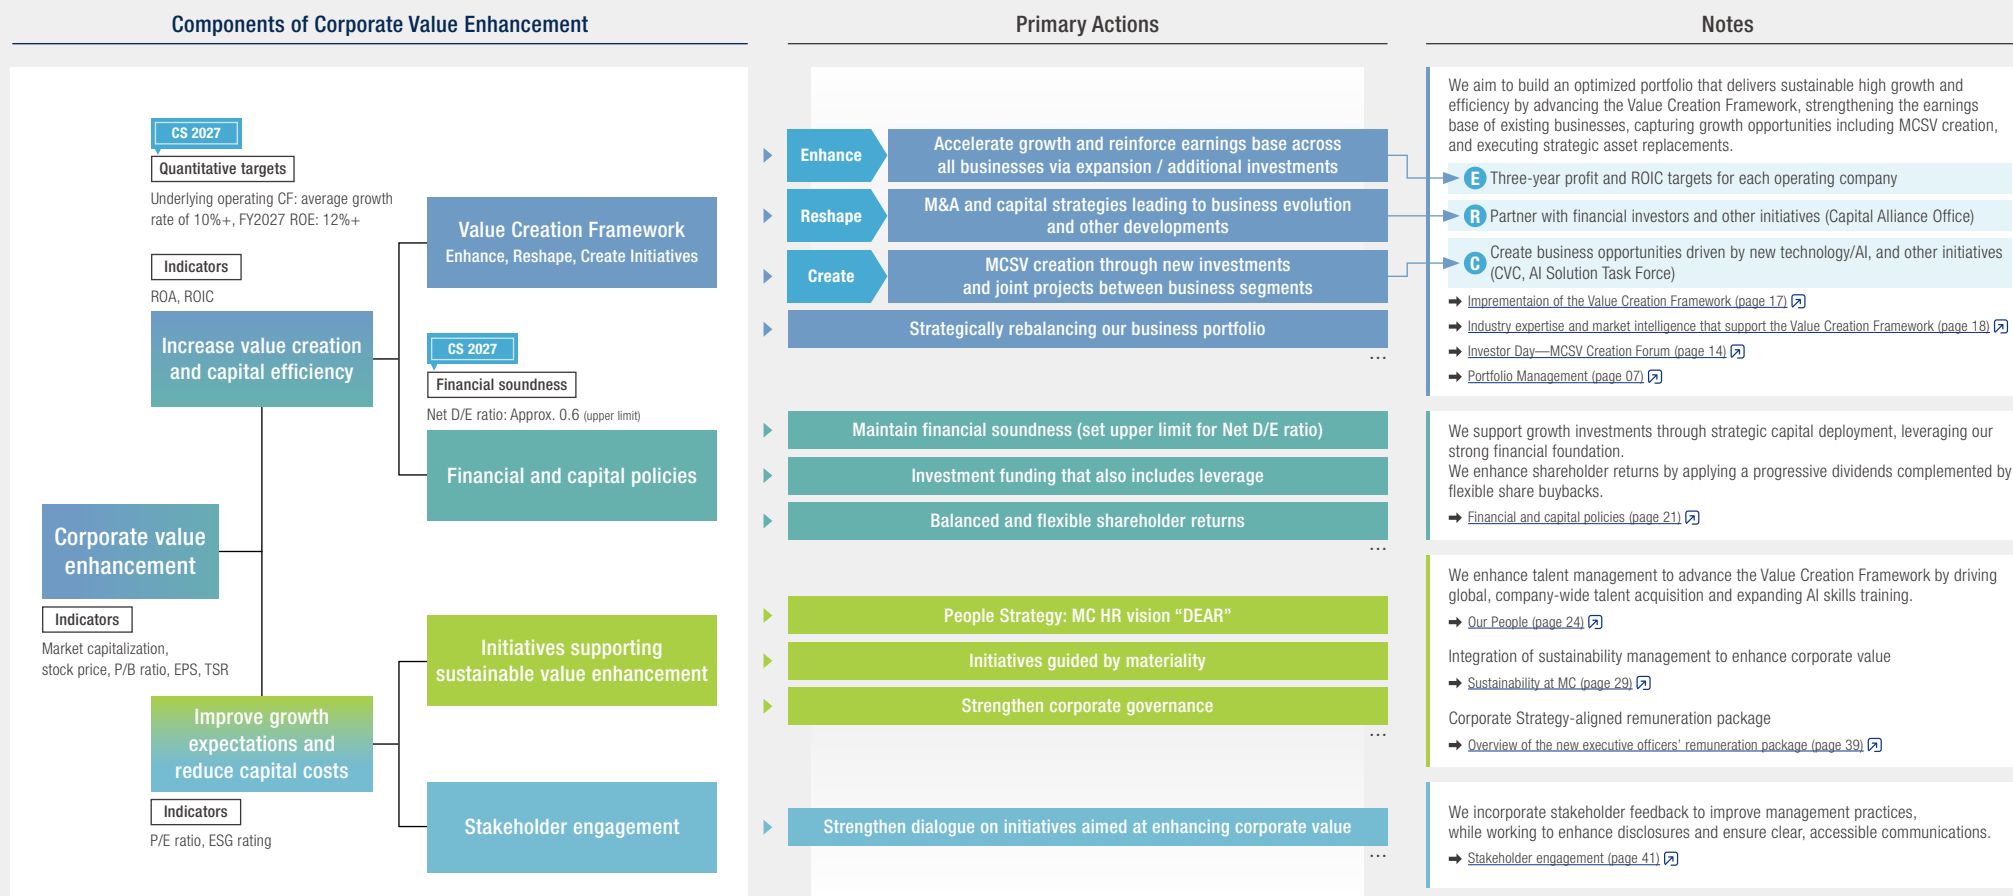 Components of Corporate Value Enhancement
CS 2027
Quantitative targets
Underlying operating CF: average growth
rate of 10%+, FY2027 ROE: 12%+
Indicators
ROA, ROIC
Increase value creation
and capital efficiency
Value Creation Framework
Enhance, Reshape, Create Initiatives
CS 2027
Financial soundness
Net D/E ratio: Approx. 0.6 (upper limit)
Financial and capital policies
Corporate value
enhancement
Indicators
Market capitalization,
stock price, P/B ratio, EPS, TSR
Initiatives supporting
sustainable value enhancement
Improve growth
expectations and
reduce capital costs
Indicators
P/E ratio, ESG rating
Stakeholder engagement
Primary Actions
Enhance
Accelerate growth and reinforce earnings base across
all businesses via expansion / additional investments
Reshape
M&A and capital strategies leading to business evolution
and other developments
Create
MCSV creation through new investments
and joint projects between business segments
Strategically rebalancing our business portfolio
…
Maintain financial soundness (set upper limit for Net D/E ratio)
Investment funding that also includes leverage
Balanced and flexible shareholder returns
…
People Strategy: MC HR vision “DEAR”
Initiatives guided by materiality
Strengthen corporate governance
…
Strengthen dialogue on initiatives aimed at enhancing corporate value
…
Notes
We aim to build an optimized portfolio that delivers sustainable high growth and
efficiency by advancing the Value Creation Framework, strengthening the earnings
base of existing businesses, capturing growth opportunities including MCSV creation,
and executing strategic asset replacements.
E Three-year profit and ROIC targets for each operating company
R Partner with financial investors and other initiatives (Capital Alliance Office)
C Create business opportunities driven by new technology/AI, and other initiatives
(CVC, AI Solution Task Force)
➡ Imprementaion of the Value Creation Framework (page 17)
➡ Industry expertise and market intelligence that support the Value Creation Framework (page 18)
➡ Investor Day—MCSV Creation Forum (page 14)
➡ Portfolio Management (page 07)
We support growth investments through strategic capital deployment, leveraging our
strong financial foundation.
We enhance shareholder returns by applying a progressive dividends complemented by
flexible share buybacks.
➡ Financial and capital policies (page 21)
We enhance talent management to advance the Value Creation Framework by driving
global, company-wide talent acquisition and expanding AI skills training.
➡ Our People (page 24)
Integration of sustainability management to enhance corporate value
➡ Sustainability at MC (page 29)
Corporate Strategy-aligned remuneration package
➡ Overview of the new executive officers’ remuneration package (page 39)
We incorporate stakeholder feedback to improve management practices,
while working to enhance disclosures and ensure clear, accessible communications.
➡ Stakeholder engagement (page 41)